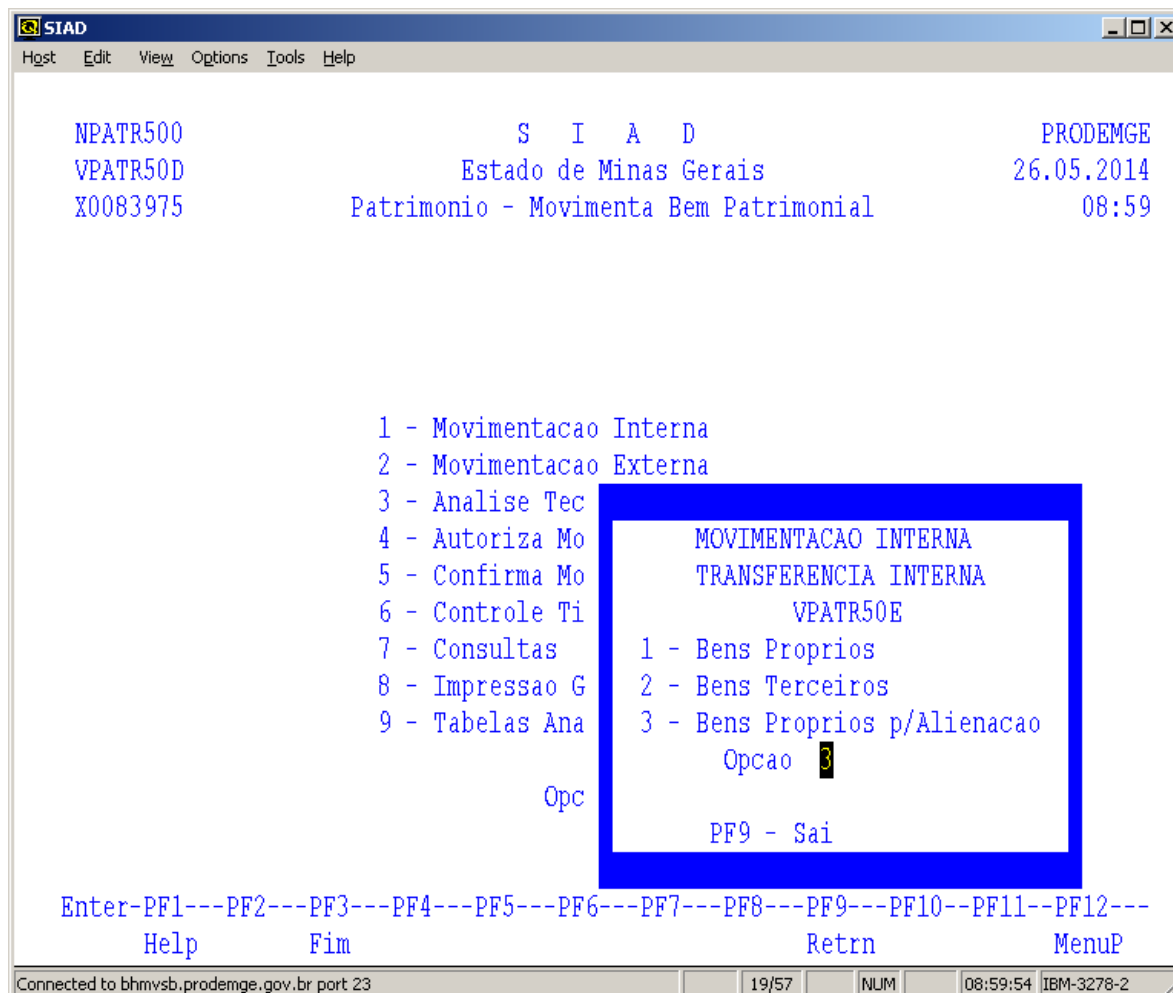 SIAD
Host Edit View Options Tools Help
NPATR500 S I A D PRODEMGE
VPATR50D Estado de Minas Gerais 26.05.2014
X0083975 Patrimonio - Movimenta Bem Patrimonial 08:59
1 - Movimentacao Interna
2 - Movimentacao Externa
3 - Analise Tec
4 - Autoriza Mo
5 - Confirma Mo
6 - Controle Ti
7 - Consultas
8 - Impressao G
9 - Tabelas Ana
Opc
MOVIMENTACAO INTERNA
TRANSFERENCIA INTERNA
VPATR50E
1 - Bens Proprios
2 - Bens Terceiros
3 - Bens Proprios p/Alienacao
Opcao 3
PF9 - Sai
Enter-PF1---PF2---PF3---PF4---PF5---PF6---PF7---PF8---PF9---PF10--PF11--PF12---
Help Fim Retrn MenuP
Connected to bhmvsb.prodemge.gov.br port 23 19/57 NUM 08:59:54 IBM-3278-2